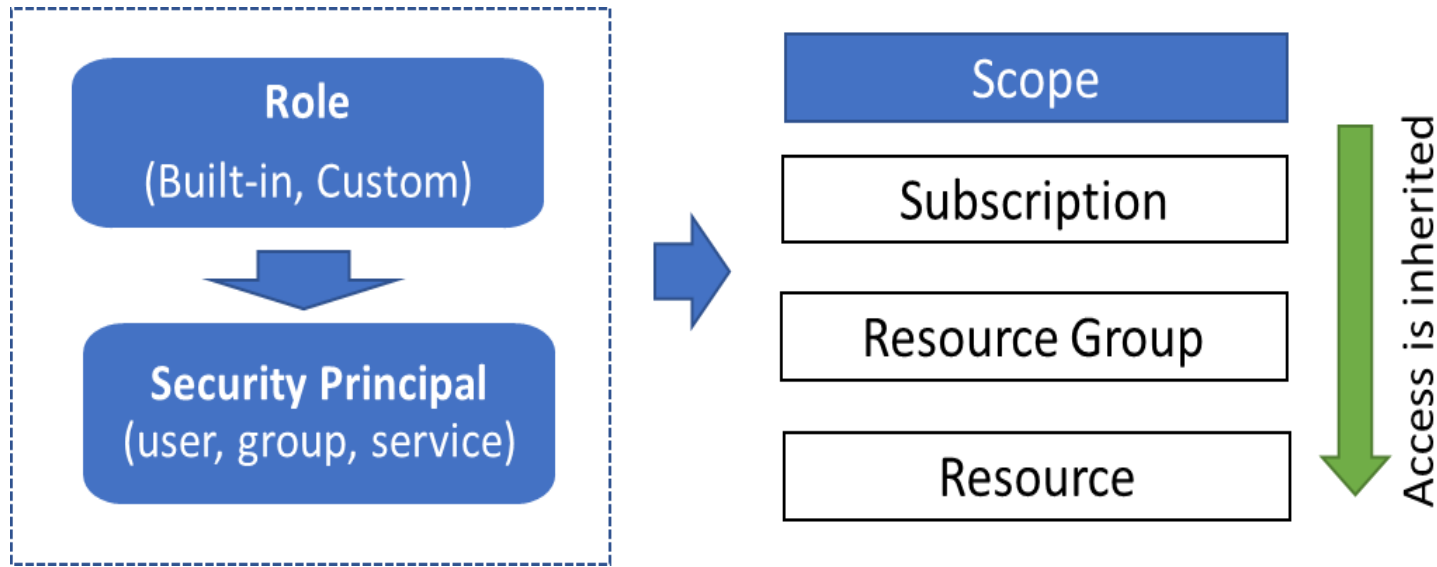 Role
(Built-in, Custom)
Security Principal
(user, group, service)
Scope
Subscription
Resource Group
Resource
Access is inherited